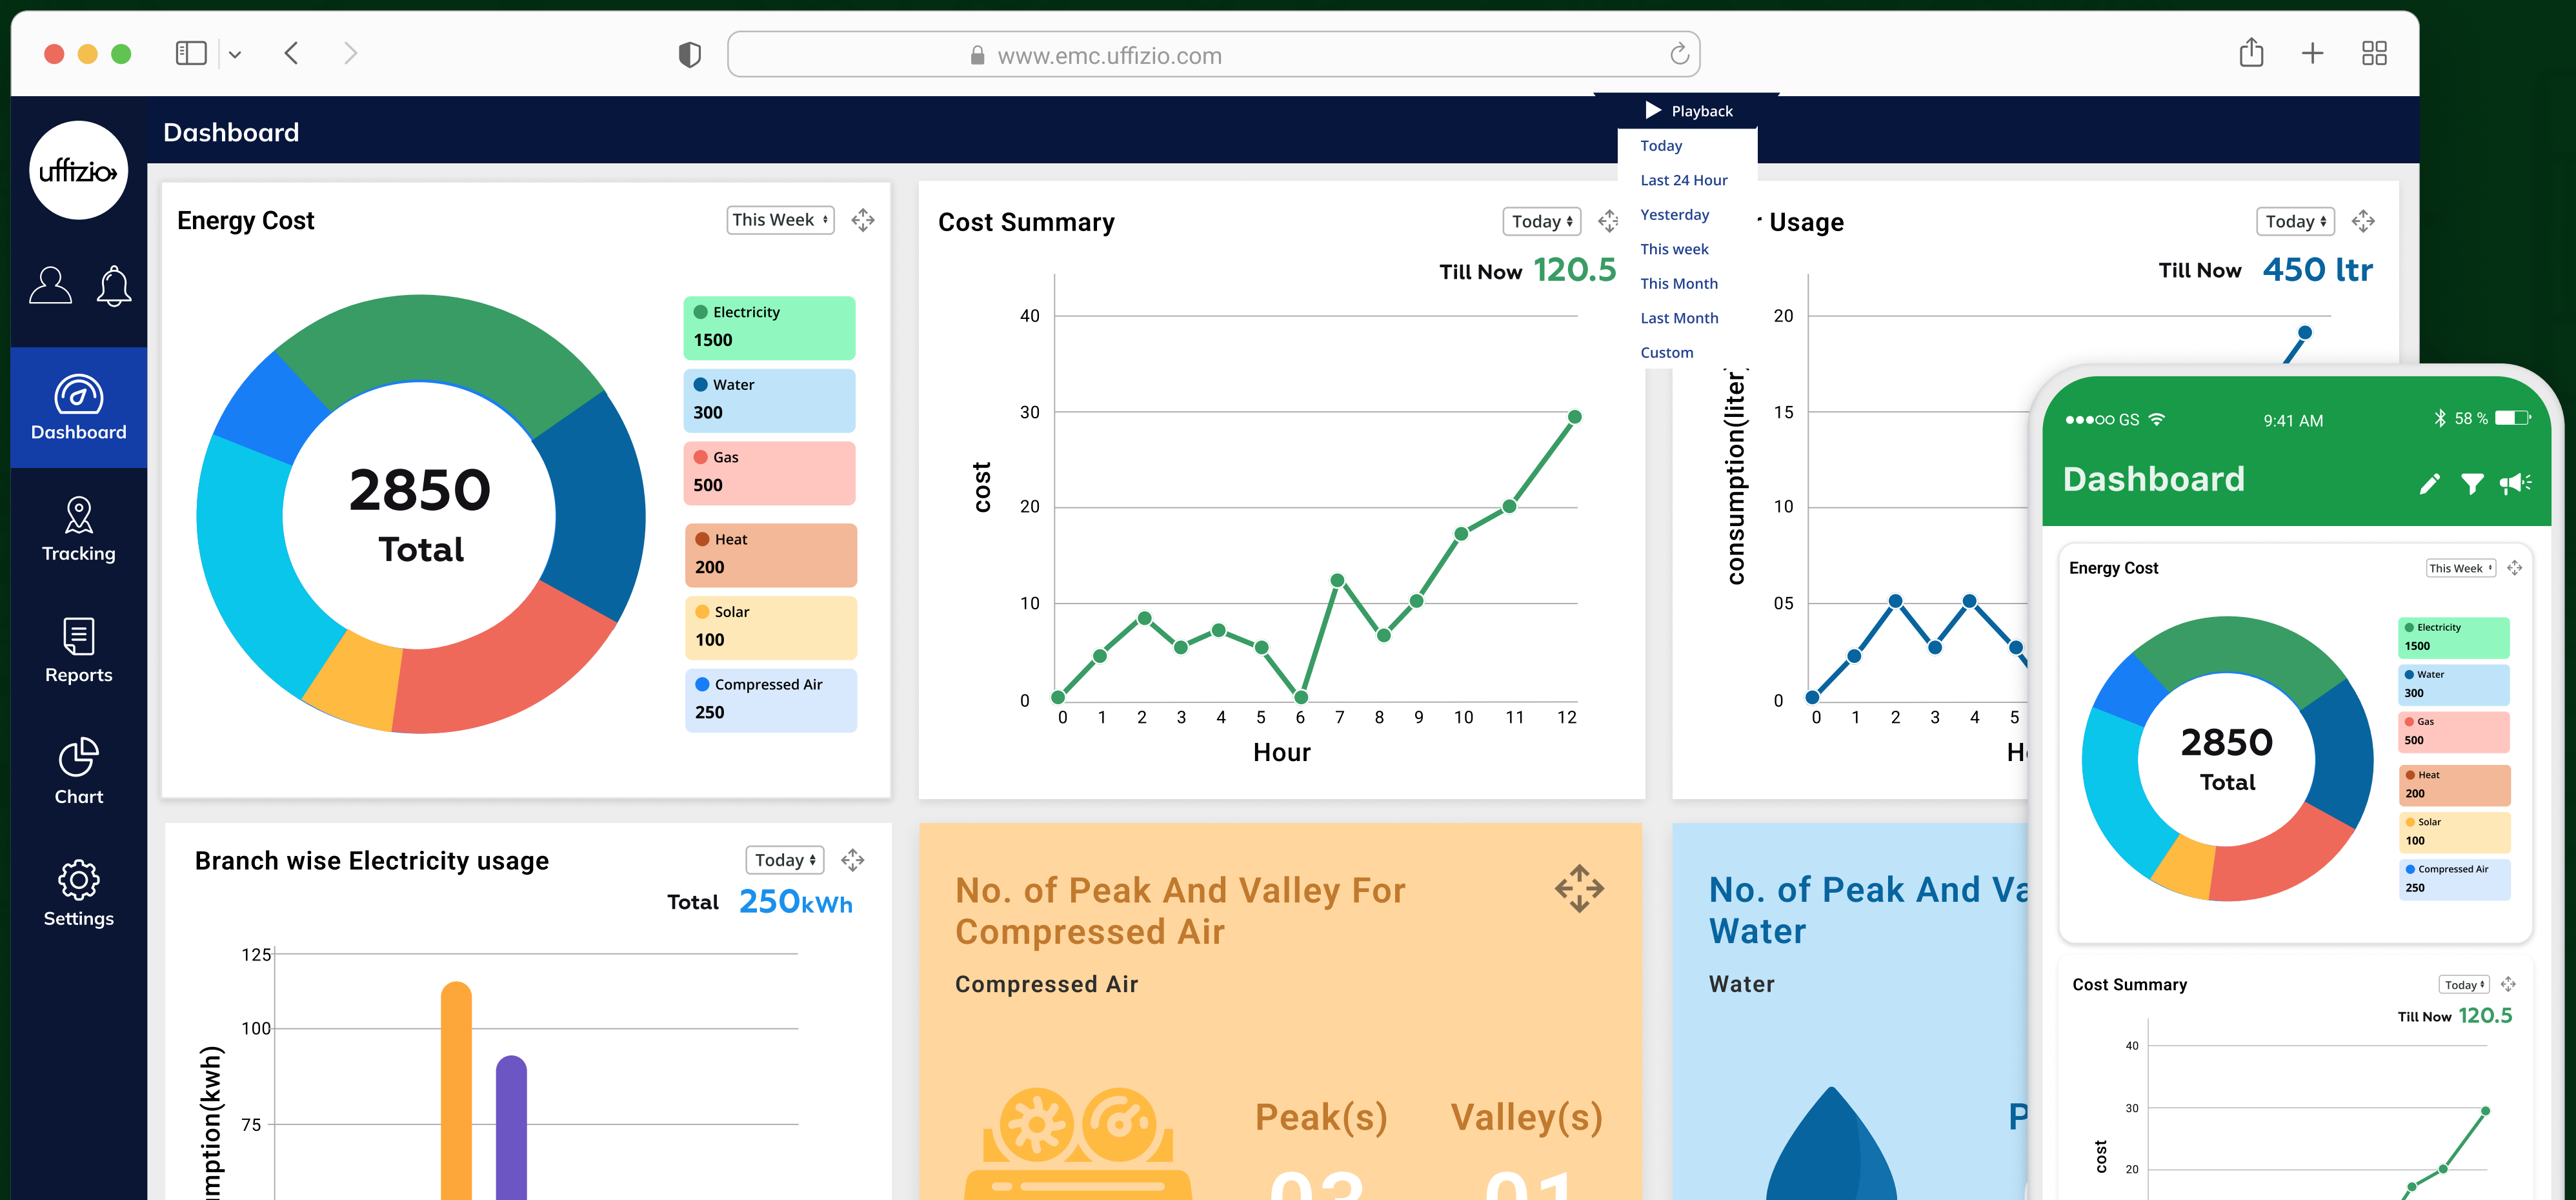 www.emc.uffizio.com
uffizio
Dashboard
Tracking
Reports
Chart
Settings
Dashboard
Playback
Today
Last 24 Hour
Yesterday
This week
This Month
Last Month
Custom
Energy Cost
This Week
2850
Total
Electricity
1500
Water
300
Gas
500
Heat
200
Solar
100
Compressed Air
250
Cost Summary
Today
Till Now 120.5
40
30
20
10
0
cost
0 1 2 3 4 5 6 7 8 9 10 11 12
Hour
r Usage
Today
Till Now 450 ltr
20
15
10
05
0
consumption(liter)
0 1 2 3 4 5
Branch wise Electricity usage
Today
Total 250kWh
125
100
75
mption(kwh)
No. of Peak And Valley For
Compressed Air
Compressed Air
Peak(s) Valley(s)
03 01
No. of Peak And Va
Water
Water
P
GS 9:41 AM 58 %
Dashboard
Energy Cost
This Week
2850
Total
Electricity
1500
Water
300
Gas
500
Heat
200
Solar
100
Compressed Air
250
Cost Summary
Today
Till Now 120.5
40
30
20
cost